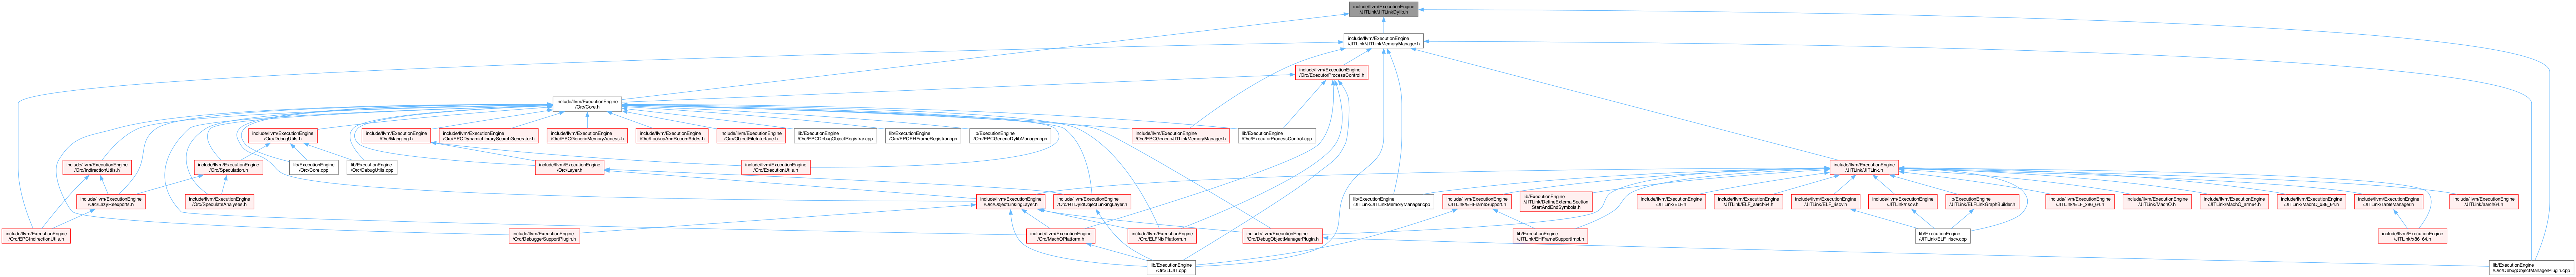 include/llvm/ExecutionEngine
/JITLink/JITLinkDylib.h
include/llvm/ExecutionEngine
/JITLink/JITLinkMemoryManager.h
include/llvm/ExecutionEngine
/Orc/ExecutorProcessControl.h
include/llvm/ExecutionEngine
/Orc/Core.h
include/llvm/ExecutionEngine
/Orc/DebugUtils.h
include/llvm/ExecutionEngine
/Orc/Mangling.h
include/llvm/ExecutionEngine
/Orc/EPCDynamicLibrarySearchGenerator.h
include/llvm/ExecutionEngine
/Orc/EPCGenericMemoryAccess.h
include/llvm/ExecutionEngine
/Orc/LookupAndRecordAddrs.h
include/llvm/ExecutionEngine
/Orc/ObjectFileInterface.h
lib/ExecutionEngine
/Orc/EPCDebugObjectRegistrar.cpp
lib/ExecutionEngine
/Orc/EPCEHFrameRegistrar.cpp
lib/ExecutionEngine
/Orc/EPCGenericDylibManager.cpp
include/llvm/ExecutionEngine
/Orc/EPCGenericJITLinkMemoryManager.h
lib/ExecutionEngine
/Orc/ExecutorProcessControl.cpp
include/llvm/ExecutionEngine
/Orc/IndirectionUtils.h
include/llvm/ExecutionEngine
/Orc/Speculation.h
lib/ExecutionEngine
/Orc/Core.cpp
lib/ExecutionEngine
/Orc/DebugUtils.cpp
include/llvm/ExecutionEngine
/Orc/Layer.h
include/llvm/ExecutionEngine
/Orc/ExecutionUtils.h
include/llvm/ExecutionEngine
/JITLink/JITLink.h
include/llvm/ExecutionEngine
/Orc/LazyReexports.h
include/llvm/ExecutionEngine
/Orc/SpeculateAnalyses.h
include/llvm/ExecutionEngine
/Orc/ObjectLinkingLayer.h
include/llvm/ExecutionEngine
/Orc/RTDyldObjectLinkingLayer.h
lib/ExecutionEngine
/JITLink/JITLinkMemoryManager.cpp
include/llvm/ExecutionEngine
/JITLink/EHFrameSupport.h
lib/ExecutionEngine
/JITLink/DefineExternalSection
StartAndEndSymbols.h
include/llvm/ExecutionEngine
/JITLink/ELF.h
include/llvm/ExecutionEngine
/JITLink/ELF_aarch64.h
include/llvm/ExecutionEngine
/JITLink/ELF_riscv.h
include/llvm/ExecutionEngine
/JITLink/riscv.h
lib/ExecutionEngine
/JITLink/ELFLinkGraphBuilder.h
include/llvm/ExecutionEngine
/JITLink/ELF_x86_64.h
include/llvm/ExecutionEngine
/JITLink/MachO.h
include/llvm/ExecutionEngine
/JITLink/MachO_arm64.h
include/llvm/ExecutionEngine
/JITLink/MachO_x86_64.h
include/llvm/ExecutionEngine
/JITLink/TableManager.h
include/llvm/ExecutionEngine
/JITLink/aarch64.h
include/llvm/ExecutionEngine
/Orc/EPCIndirectionUtils.h
include/llvm/ExecutionEngine
/Orc/DebuggerSupportPlugin.h
include/llvm/ExecutionEngine
/Orc/MachOPlatform.h
include/llvm/ExecutionEngine
/Orc/ELFNixPlatform.h
include/llvm/ExecutionEngine
/Orc/DebugObjectManagerPlugin.h
lib/ExecutionEngine
/JITLink/EHFrameSupportImpl.h
lib/ExecutionEngine
/JITLink/ELF_riscv.cpp
include/llvm/ExecutionEngine
/JITLink/x86_64.h
lib/ExecutionEngine
/Orc/LLJIT.cpp
lib/ExecutionEngine
/Orc/DebugObjectManagerPlugin.cpp